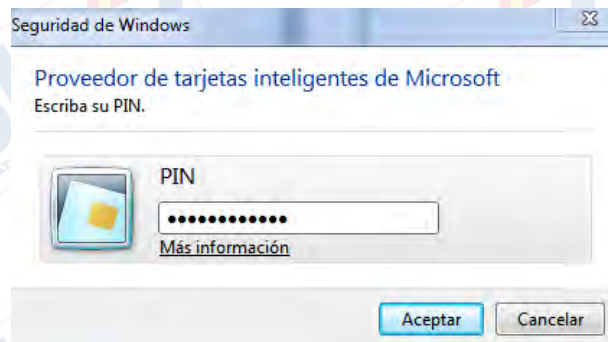 Seguridad de Windows
Proveedor de tarjetas inteligentes de Microsoft
Escriba su PIN.
PIN
••••••••••••
Más información
Aceptar
Cancelar